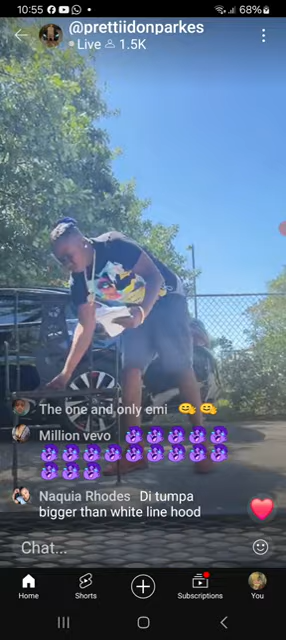 10:55 68%
@prettiidonparkes
Live 1.5K
The one and only emi
Million vevo
Naquia Rhodes Di tumpa
bigger than white line hood
Chat...
Home Shorts Subscriptions You